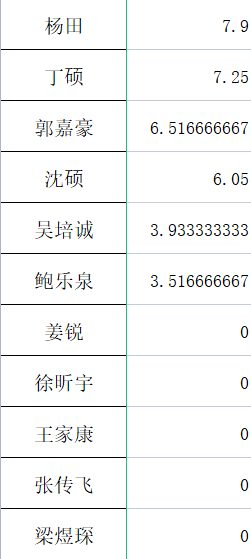 杨田 7.9
丁硕 7.25
郭嘉豪 6.516666667
沈硕 6.05
吴培诚 3.933333333
鲍乐泉 3.516666667
姜锐 0
徐昕宇 0
王家康 0
张传飞 0
梁煜琛 0